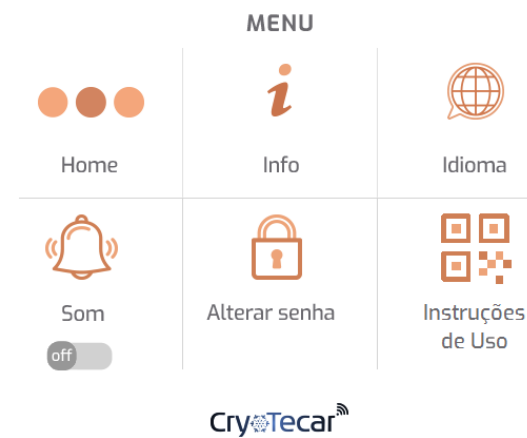 MENU
Home
Info
Idioma
Som
Alterar senha
Instruções
de Uso
off
CryoTecar